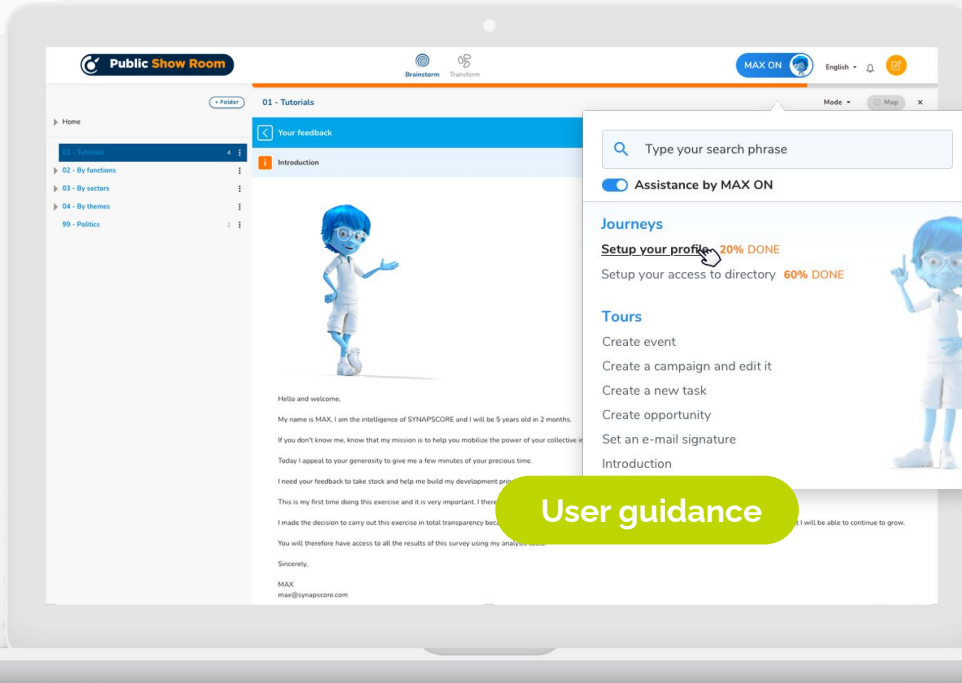 Public Show Room
Brainstorm
Transform
MAX ON
English
+ Folder
01 - Tutorials
Mode
Map
x
Home
01 - Tutorials 4
02 - By functions
03 - By sectors
04 - By themes
99 - Politics 2
Your feedback
i Introduction
Hello and welcome,
My name is MAX, I am the intelligence of SYNAPSCORE and I will be 5 years old in 2 months.
If you don't know me, know that my mission is to help you mobilize the power of your collective
Today I appeal to your generosity to give me a few minutes of your precious time.
I need your feedback to take stock and help me build my development
This is my first time doing this exercise and it is very important. I
I made the decision to carry out this exercise in total transparency
I will be able to continue to grow.
You will therefore have access to all the results of this survey using my
Sincerely,
MAX
max@synapscore.com
Type your search phrase
Assistance by MAX ON
Journeys
Setup your profile 20% DONE
Setup your access to directory 60% DONE
Tours
Create event
Create a campaign and edit it
Create a new task
Create opportunity
Set an e-mail signature
Introduction
User guidance